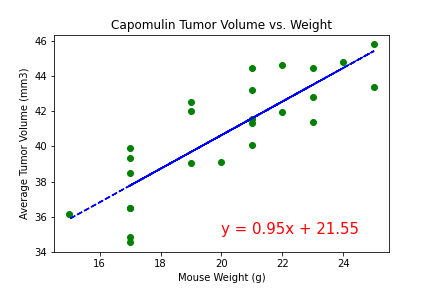 Capomulin Tumor Volume vs. Weight
Average Tumor Volume (mm3)
46
44
42
40
38
36
34
y = 0.95x + 21.55
16 18 20 22 24
Mouse Weight (g)